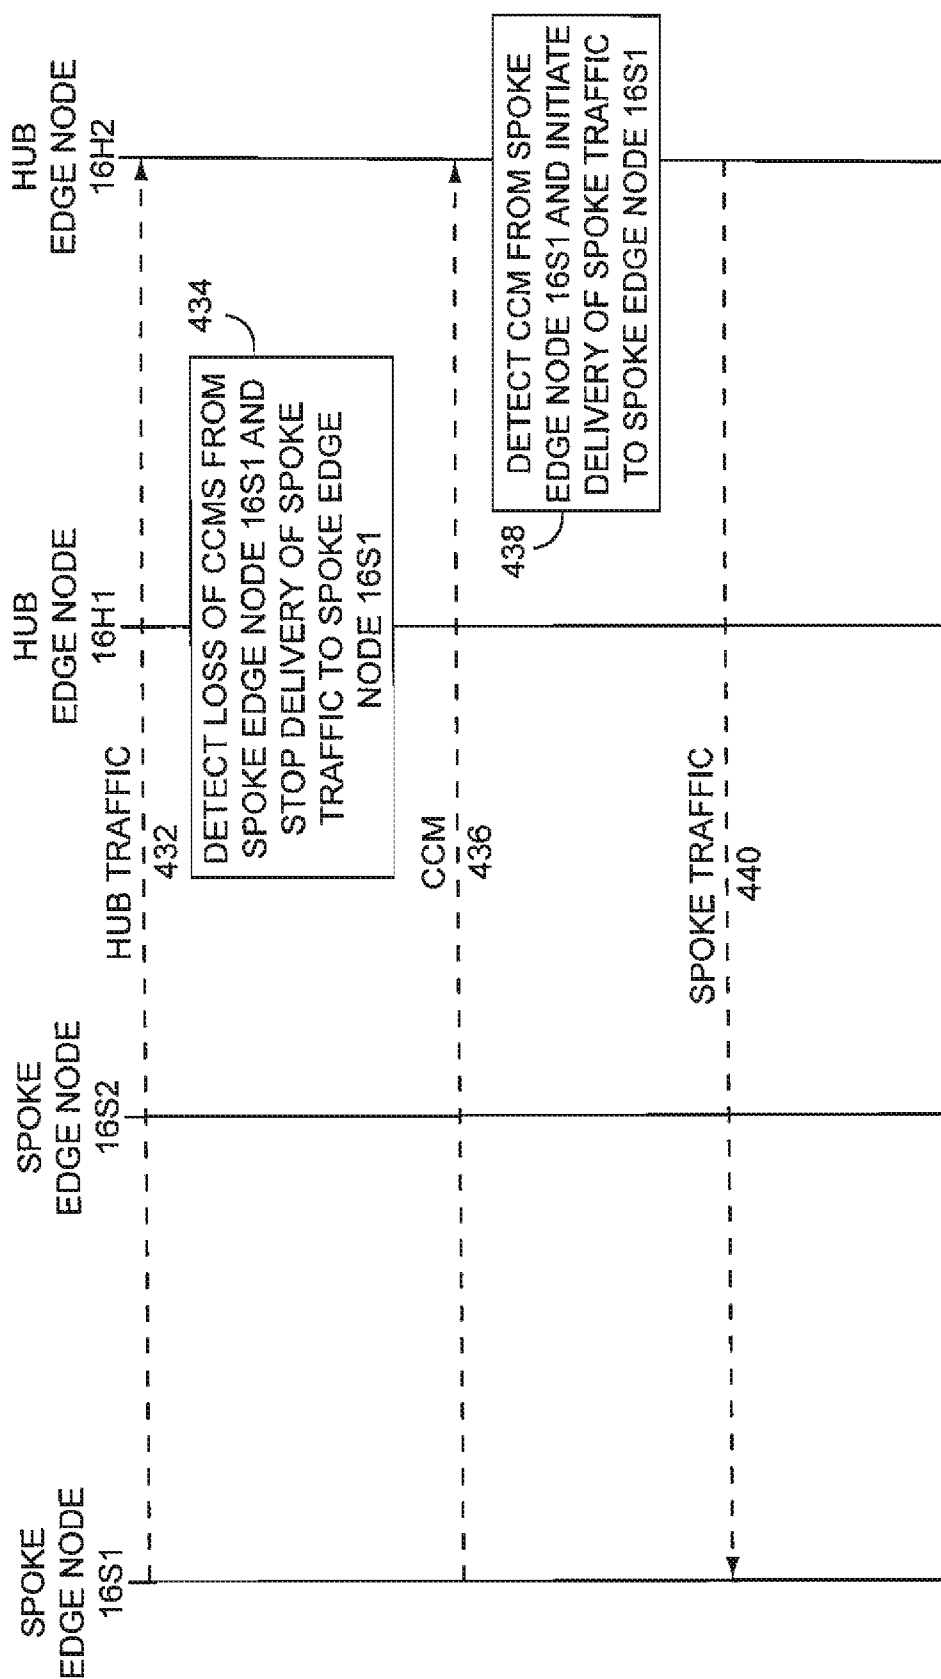 SPOKE
EDGE NODE
16S1
SPOKE
EDGE NODE
16S2
HUB
EDGE NODE
16H1
HUB
EDGE NODE
16H2
HUB TRAFFIC
432
DETECT LOSS OF CCMS FROM
SPOKE EDGE NODE 16S1 AND
STOP DELIVERY OF SPOKE
TRAFFIC TO SPOKE EDGE
NODE 16S1
434
CCM
436
438
DETECT CCM FROM SPOKE
EDGE NODE 16S1 AND INITIATE
DELIVERY OF SPOKE TRAFFIC
TO SPOKE EDGE NODE 16S1
SPOKE TRAFFIC
440